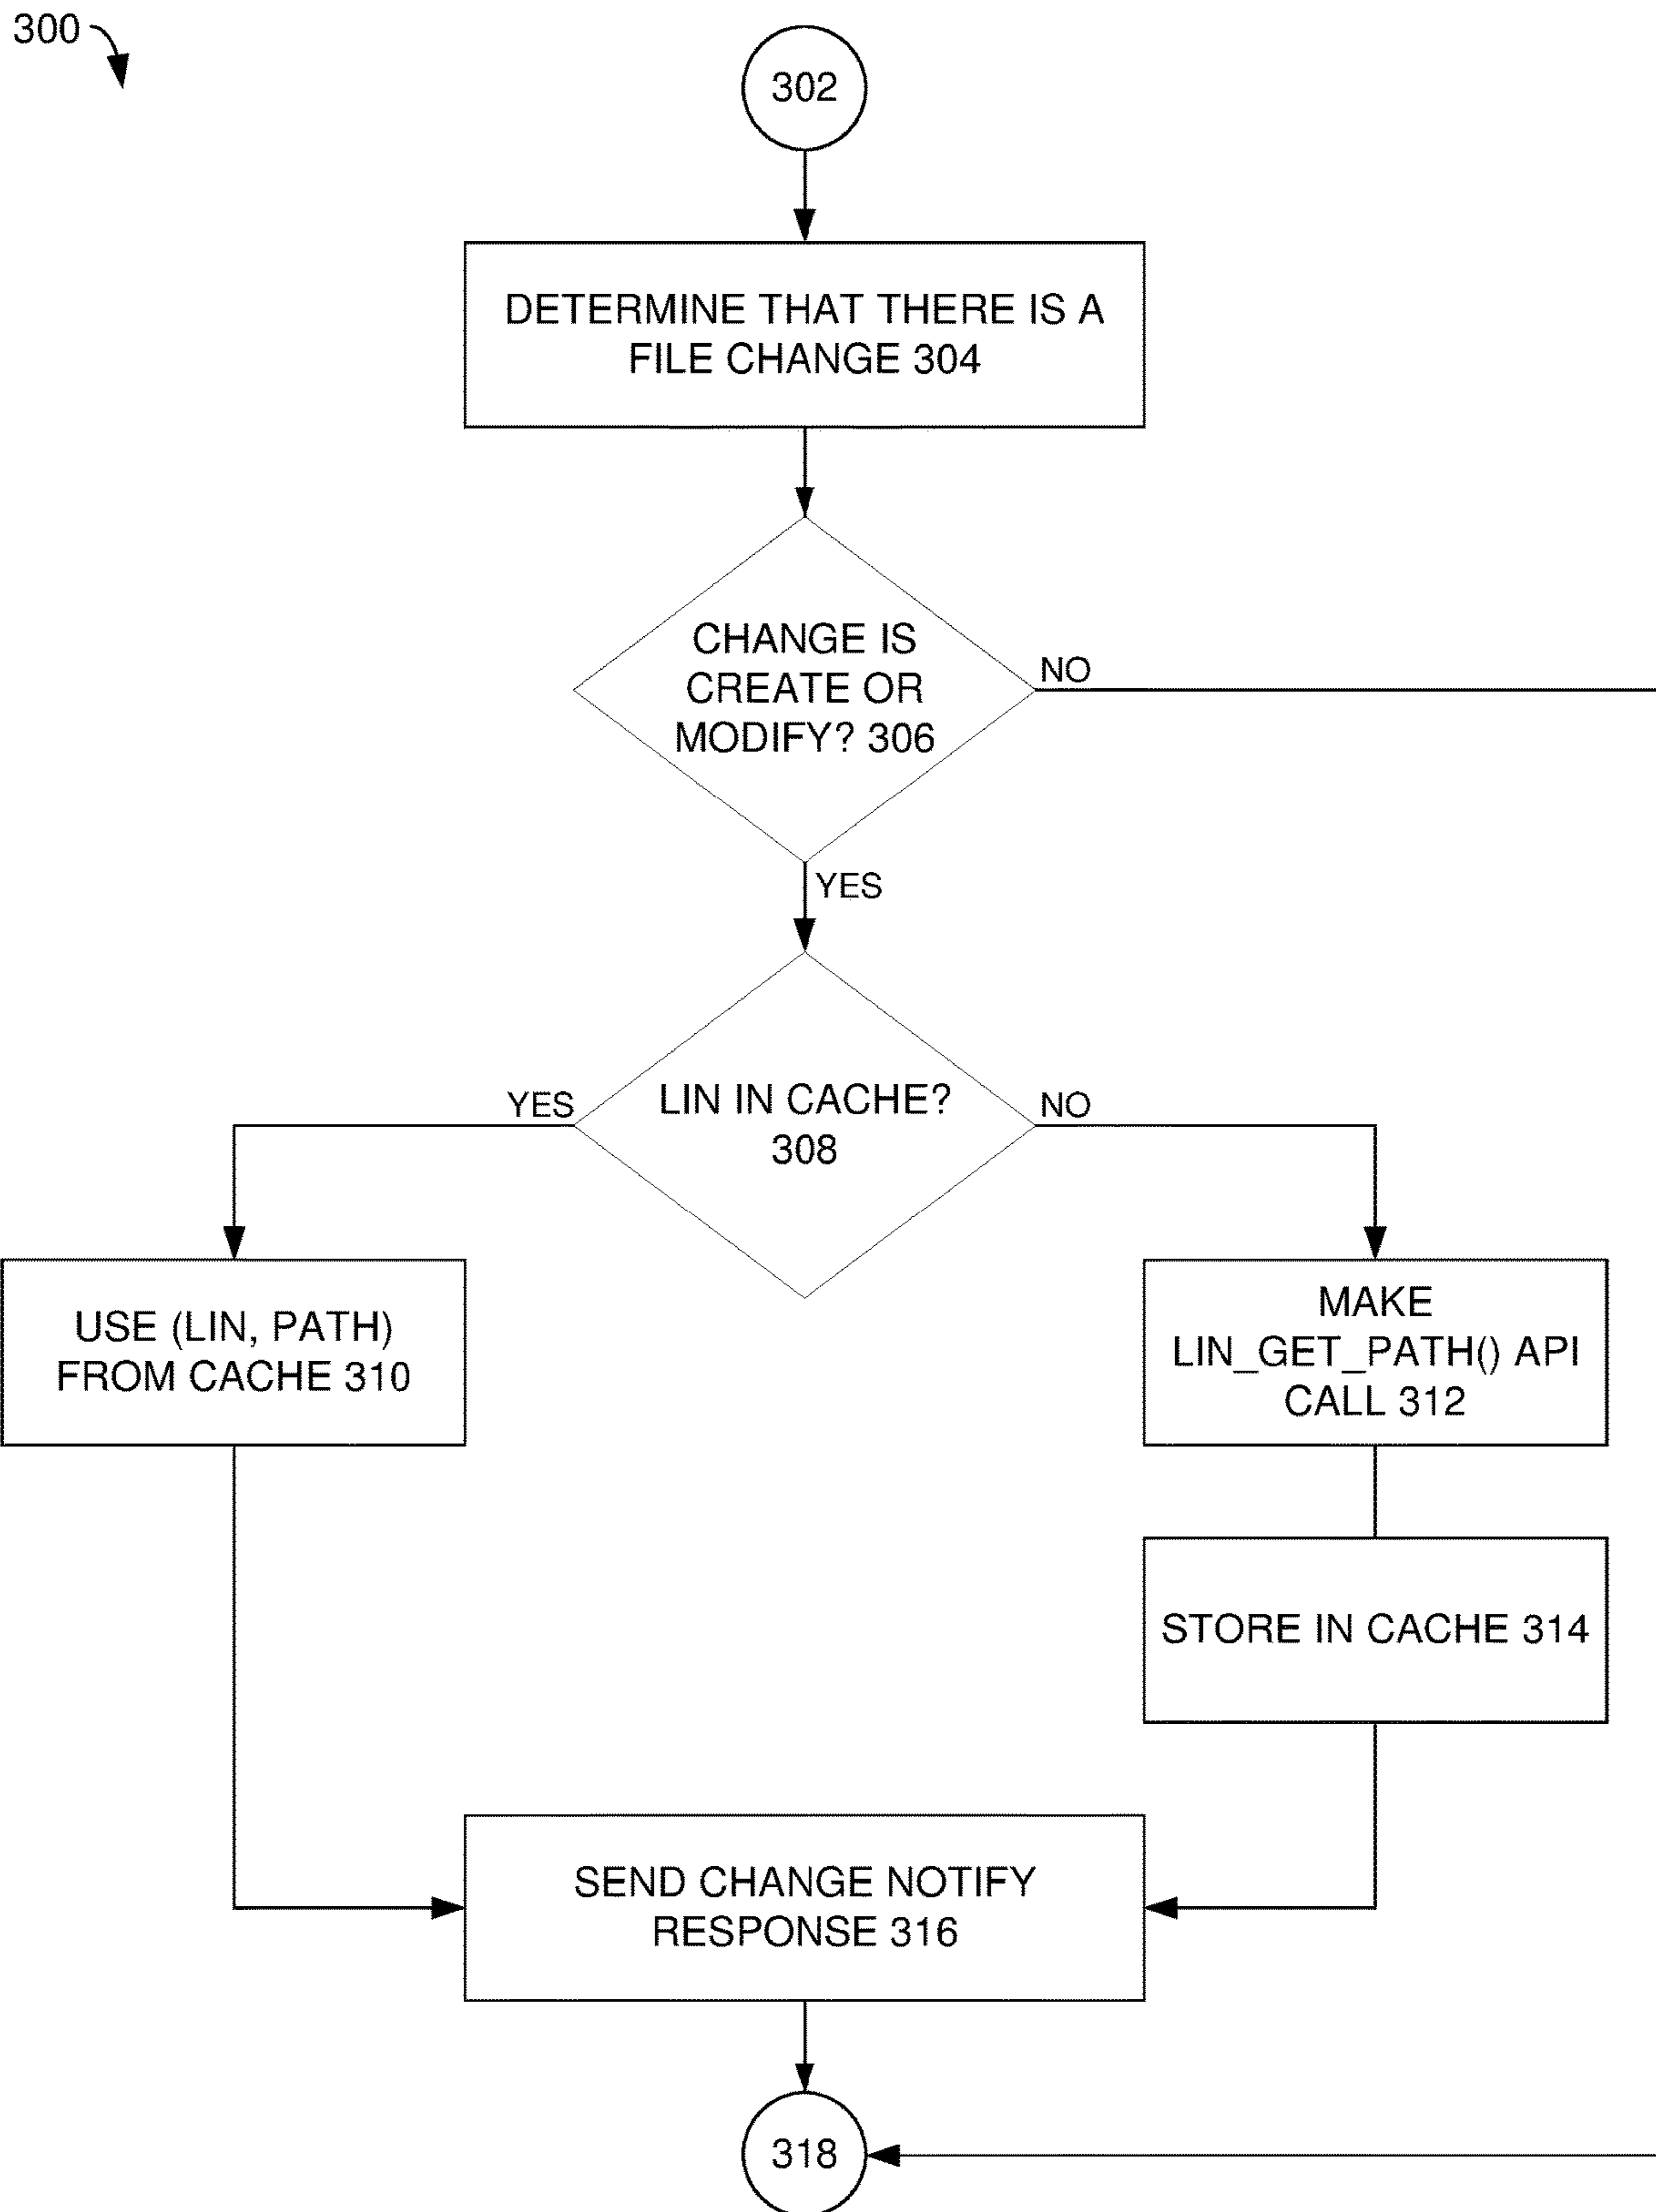 300
302
DETERMINE THAT THERE IS A
FILE CHANGE 304
CHANGE IS
CREATE OR
MODIFY? 306
NO
YES
LIN IN CACHE?
308
YES
NO
USE (LIN, PATH)
FROM CACHE 310
MAKE
LIN_GET_PATH() API
CALL 312
STORE IN CACHE 314
SEND CHANGE NOTIFY
RESPONSE 316
318